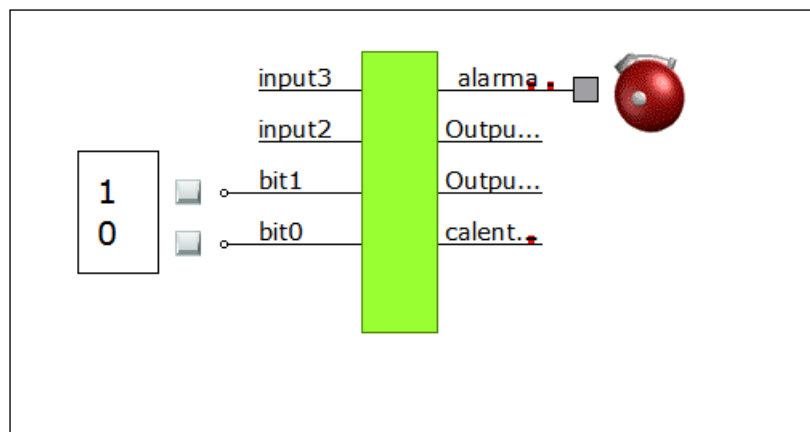 input3
alarma
input2
Outpu...
1
bit1
Outpu...
0
bit0
calent...